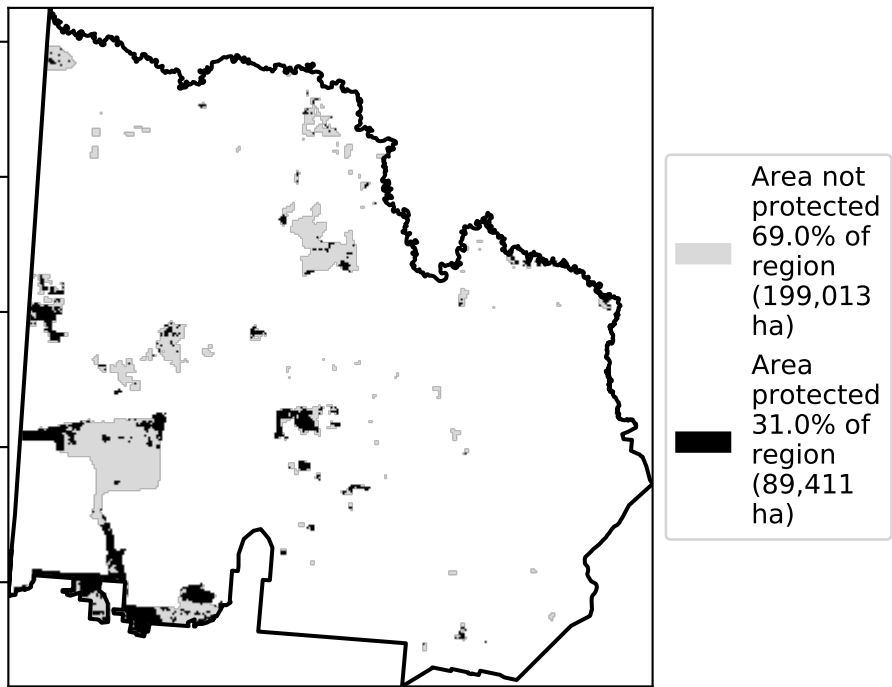 Area not
protected
69.0% of
region
(199,013
ha)
Area
protected
31.0% of
region
(89,411
ha)